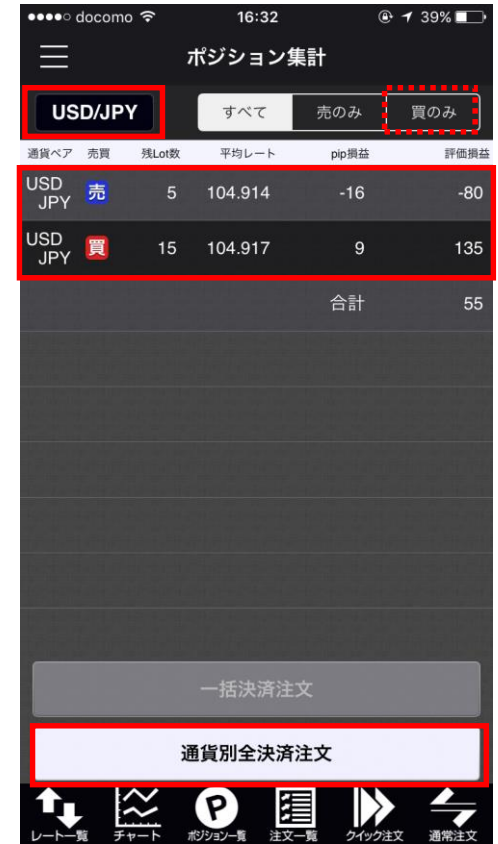 docomo 16:32 39%
ポジション集計
USD/JPY すべて 売のみ 買のみ
通貨ペア 売買 残Lot数 平均レート pip損益 評価損益
USD
JPY 売 5 104.914 -16 -80
USD
JPY 買 15 104.917 9 135
合計 55
一括決済注文
通貨別全決済注文
P
レート一覧 チャート ポジション一覧 注文一覧 クイック注文 通常注文